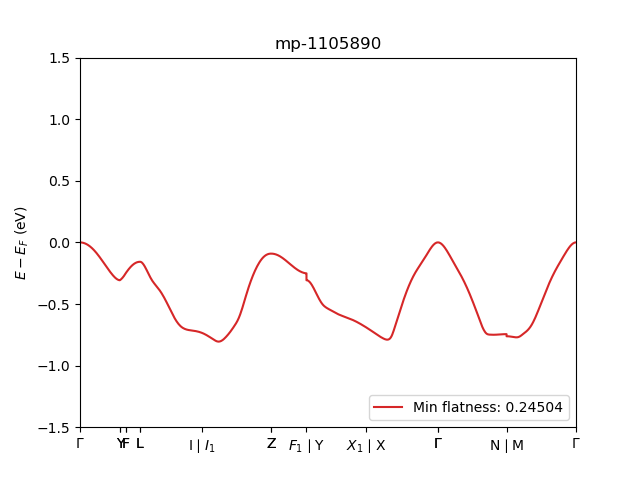 mp-1105890
1.5
1.0
0.5
0.0
−0.5
−1.0
−1.5
E − E_F (eV)
Min flatness: 0.24504
Γ Y F L I | I₁ Z F₁ | Y X₁ | X Γ N | M Γ